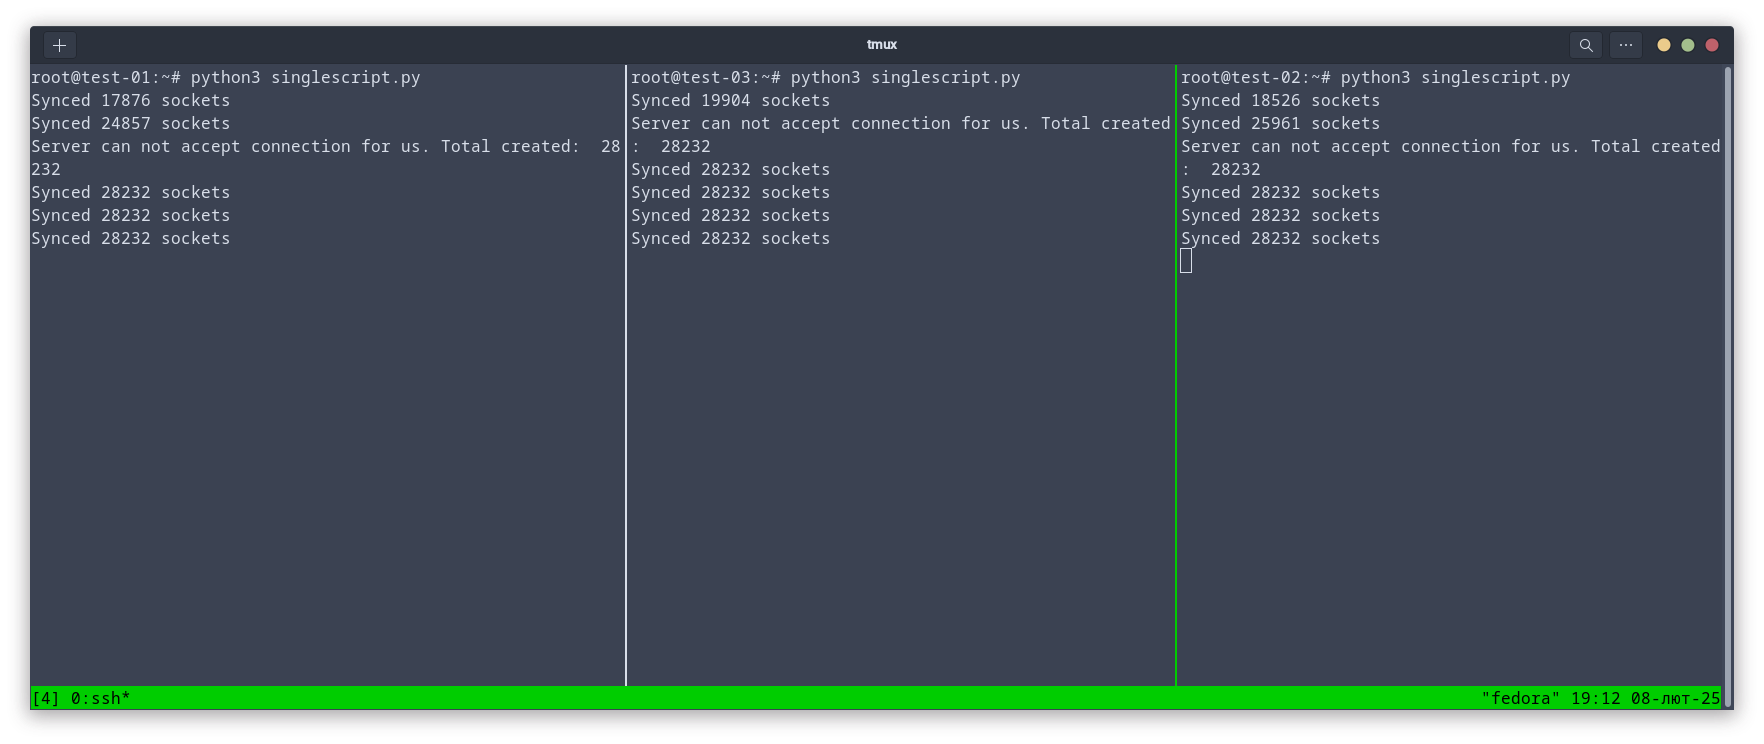 tmux
root@test-01:~# python3 singlescript.py
Synced 17876 sockets
Synced 24857 sockets
Server can not accept connection for us. Total created:  28
232
Synced 28232 sockets
Synced 28232 sockets
Synced 28232 sockets
root@test-03:~# python3 singlescript.py
Synced 19904 sockets
Server can not accept connection for us. Total created
:  28232
Synced 28232 sockets
Synced 28232 sockets
Synced 28232 sockets
Synced 28232 sockets
root@test-02:~# python3 singlescript.py
Synced 18526 sockets
Synced 25961 sockets
Server can not accept connection for us. Total created
:  28232
Synced 28232 sockets
Synced 28232 sockets
Synced 28232 sockets
[4] 0:ssh* "fedora" 19:12 08-лют-25